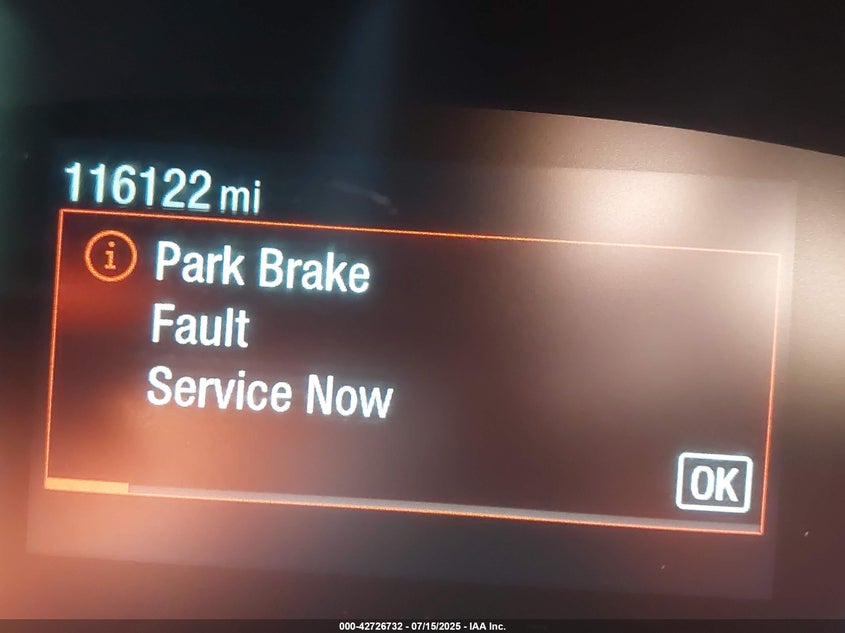 116122 mi
i Park Brake
Fault
Service Now
OK
000-42726732 - 07/15/2025 - IAA Inc.